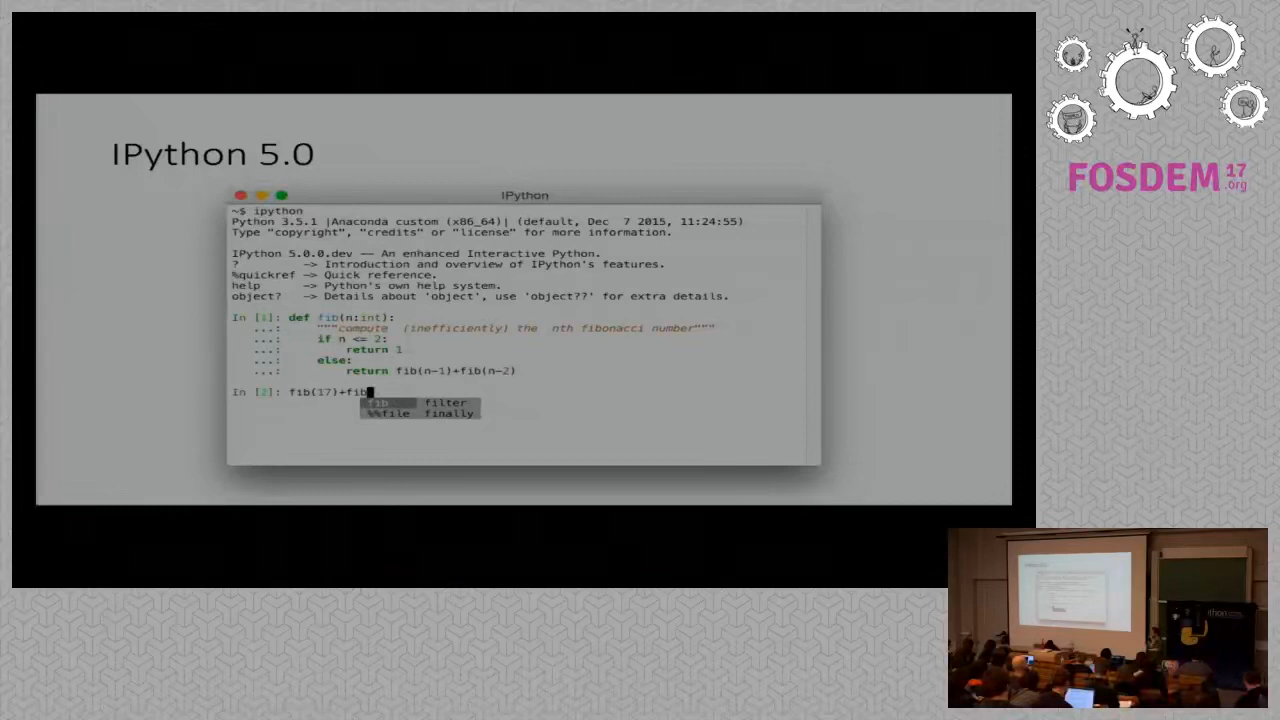 IPython 5.0
IPython
~$ ipython
Python 3.5.1 |Anaconda custom (x86_64)| (default, Dec  7 2015, 11:24:55)
Type "copyright", "credits" or "license" for more information.
IPython 5.0.0.dev -- An enhanced Interactive Python.
?         -> Introduction and overview of IPython's features.
%quickref -> Quick reference.
help      -> Python's own help system.
object?   -> Details about 'object', use 'object??' for extra details.
In [1]: def fib(n:int):
   ...:     """compute  (inefficiently) the  nth fibonacci number"""
   ...:     if n <= 2:
   ...:         return 1
   ...:     else:
   ...:         return fib(n-1)+fib(n-2)
In [2]: fib(17)+fib
fib filter
%%file finally
FOSDEM 17
.org